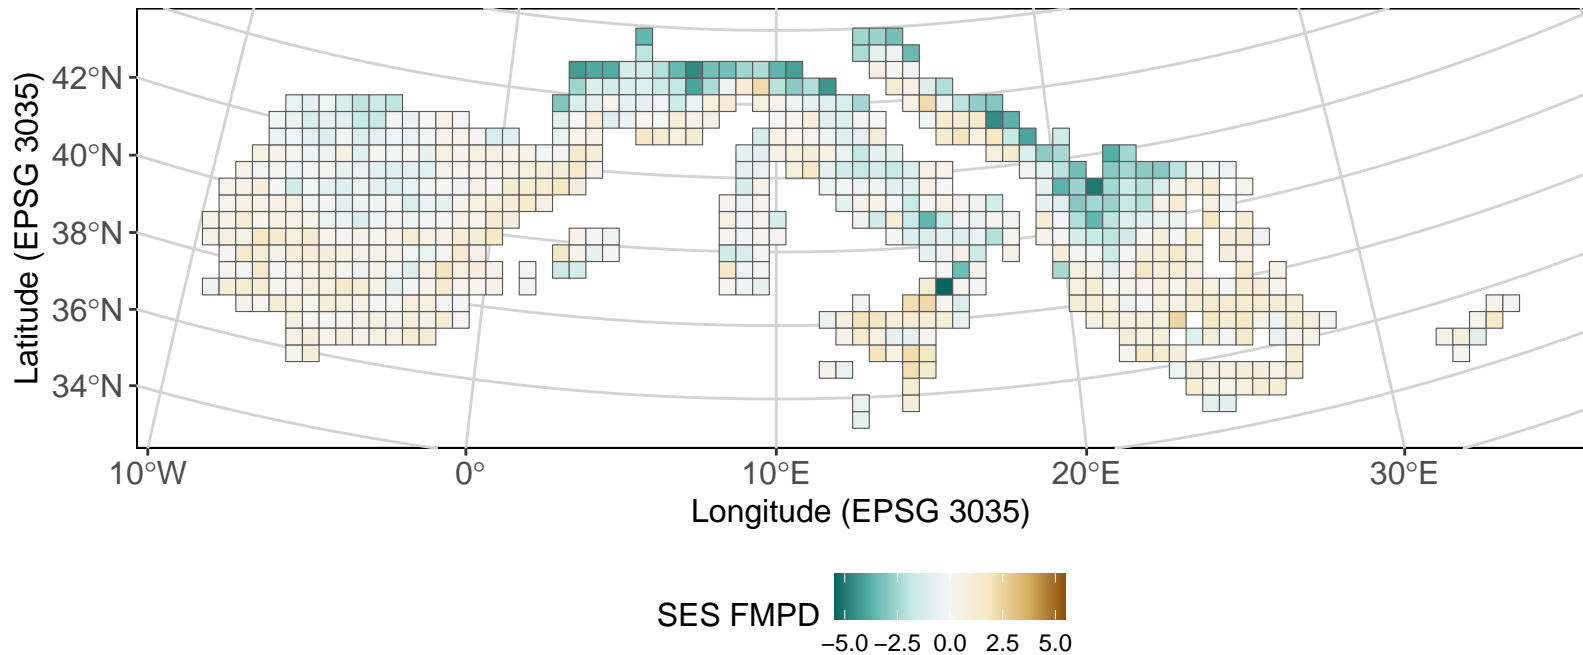 Latitude (EPSG 3035)
42°N
40°N
38°N
36°N
34°N
10°W 0° 10°E 20°E 30°E
Longitude (EPSG 3035)
SES FMPD
−5.0 −2.5 0.0 2.5 5.0